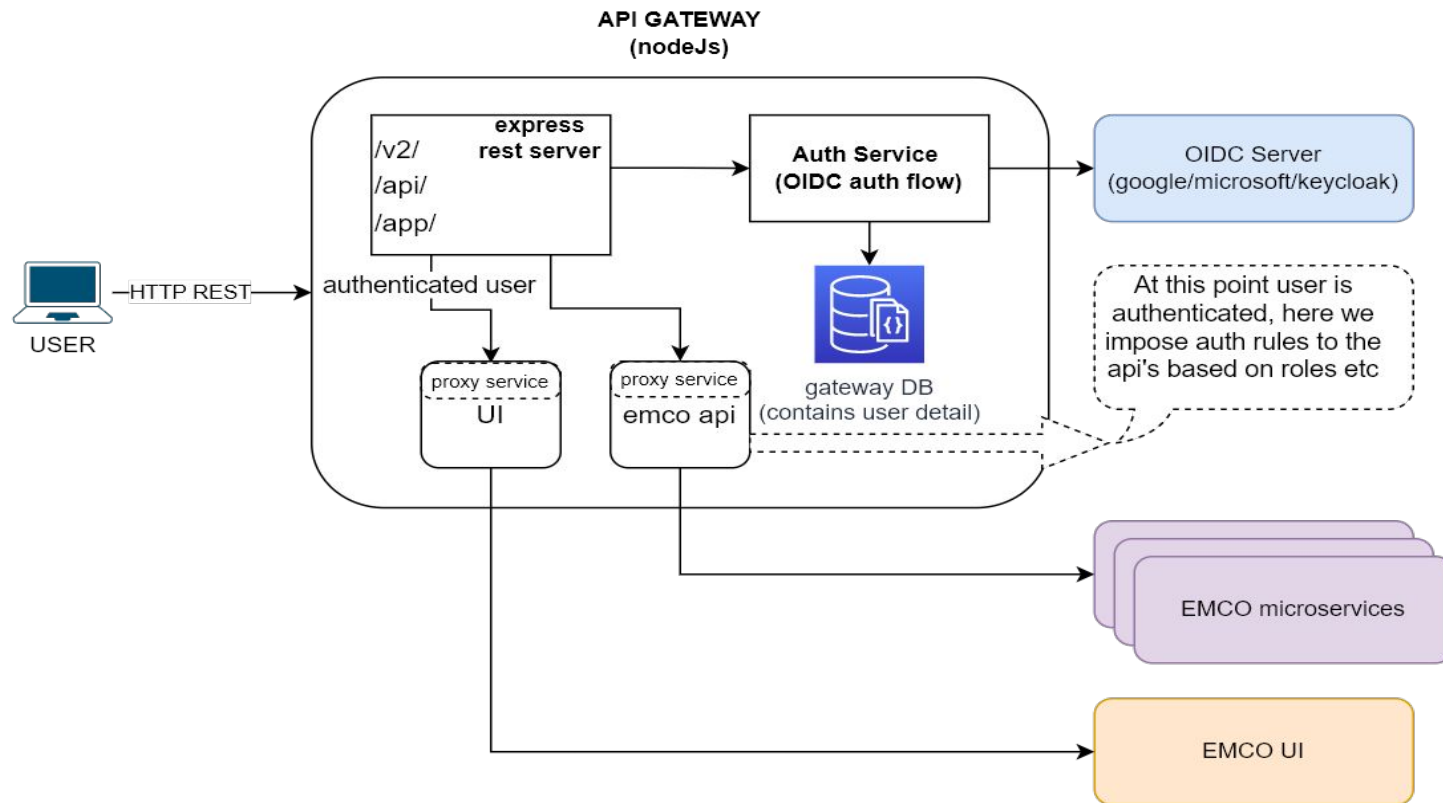 API GATEWAY
(nodeJs)
express
rest server
/v2/
/api/
/app/
Auth Service
(OIDC auth flow)
OIDC Server
(google/microsoft/keycloak)
HTTP REST
USER
authenticated user
At this point user is
authenticated, here we
impose auth rules to the
api's based on roles etc
proxy service
UI
proxy service
emco api
gateway DB
(contains user detail)
EMCO microservices
EMCO UI